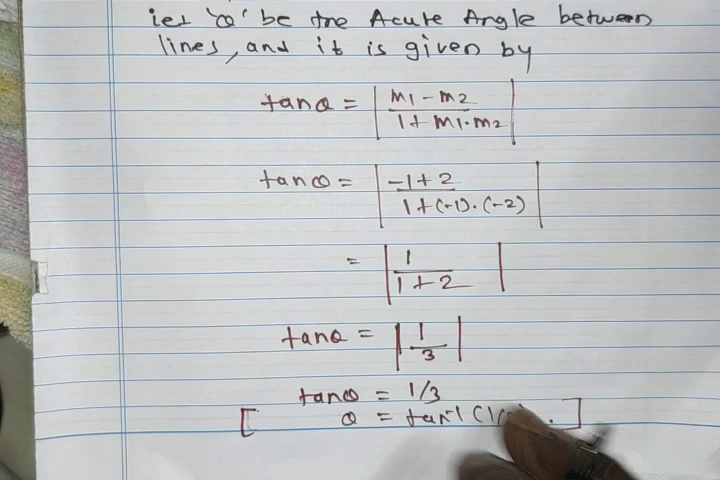 let 'θ' be the Acute Angle between
lines, and it is given by
tanθ = | m1 - m2 / 1 + m1.m2 |
tanθ = | -1 + 2 / 1 + (-1).(-2) |
= | 1 / 1 + 2 |
tanθ = | 1 / 3 |
tanθ = 1/3
[ θ = tan-1 (1/ . ]